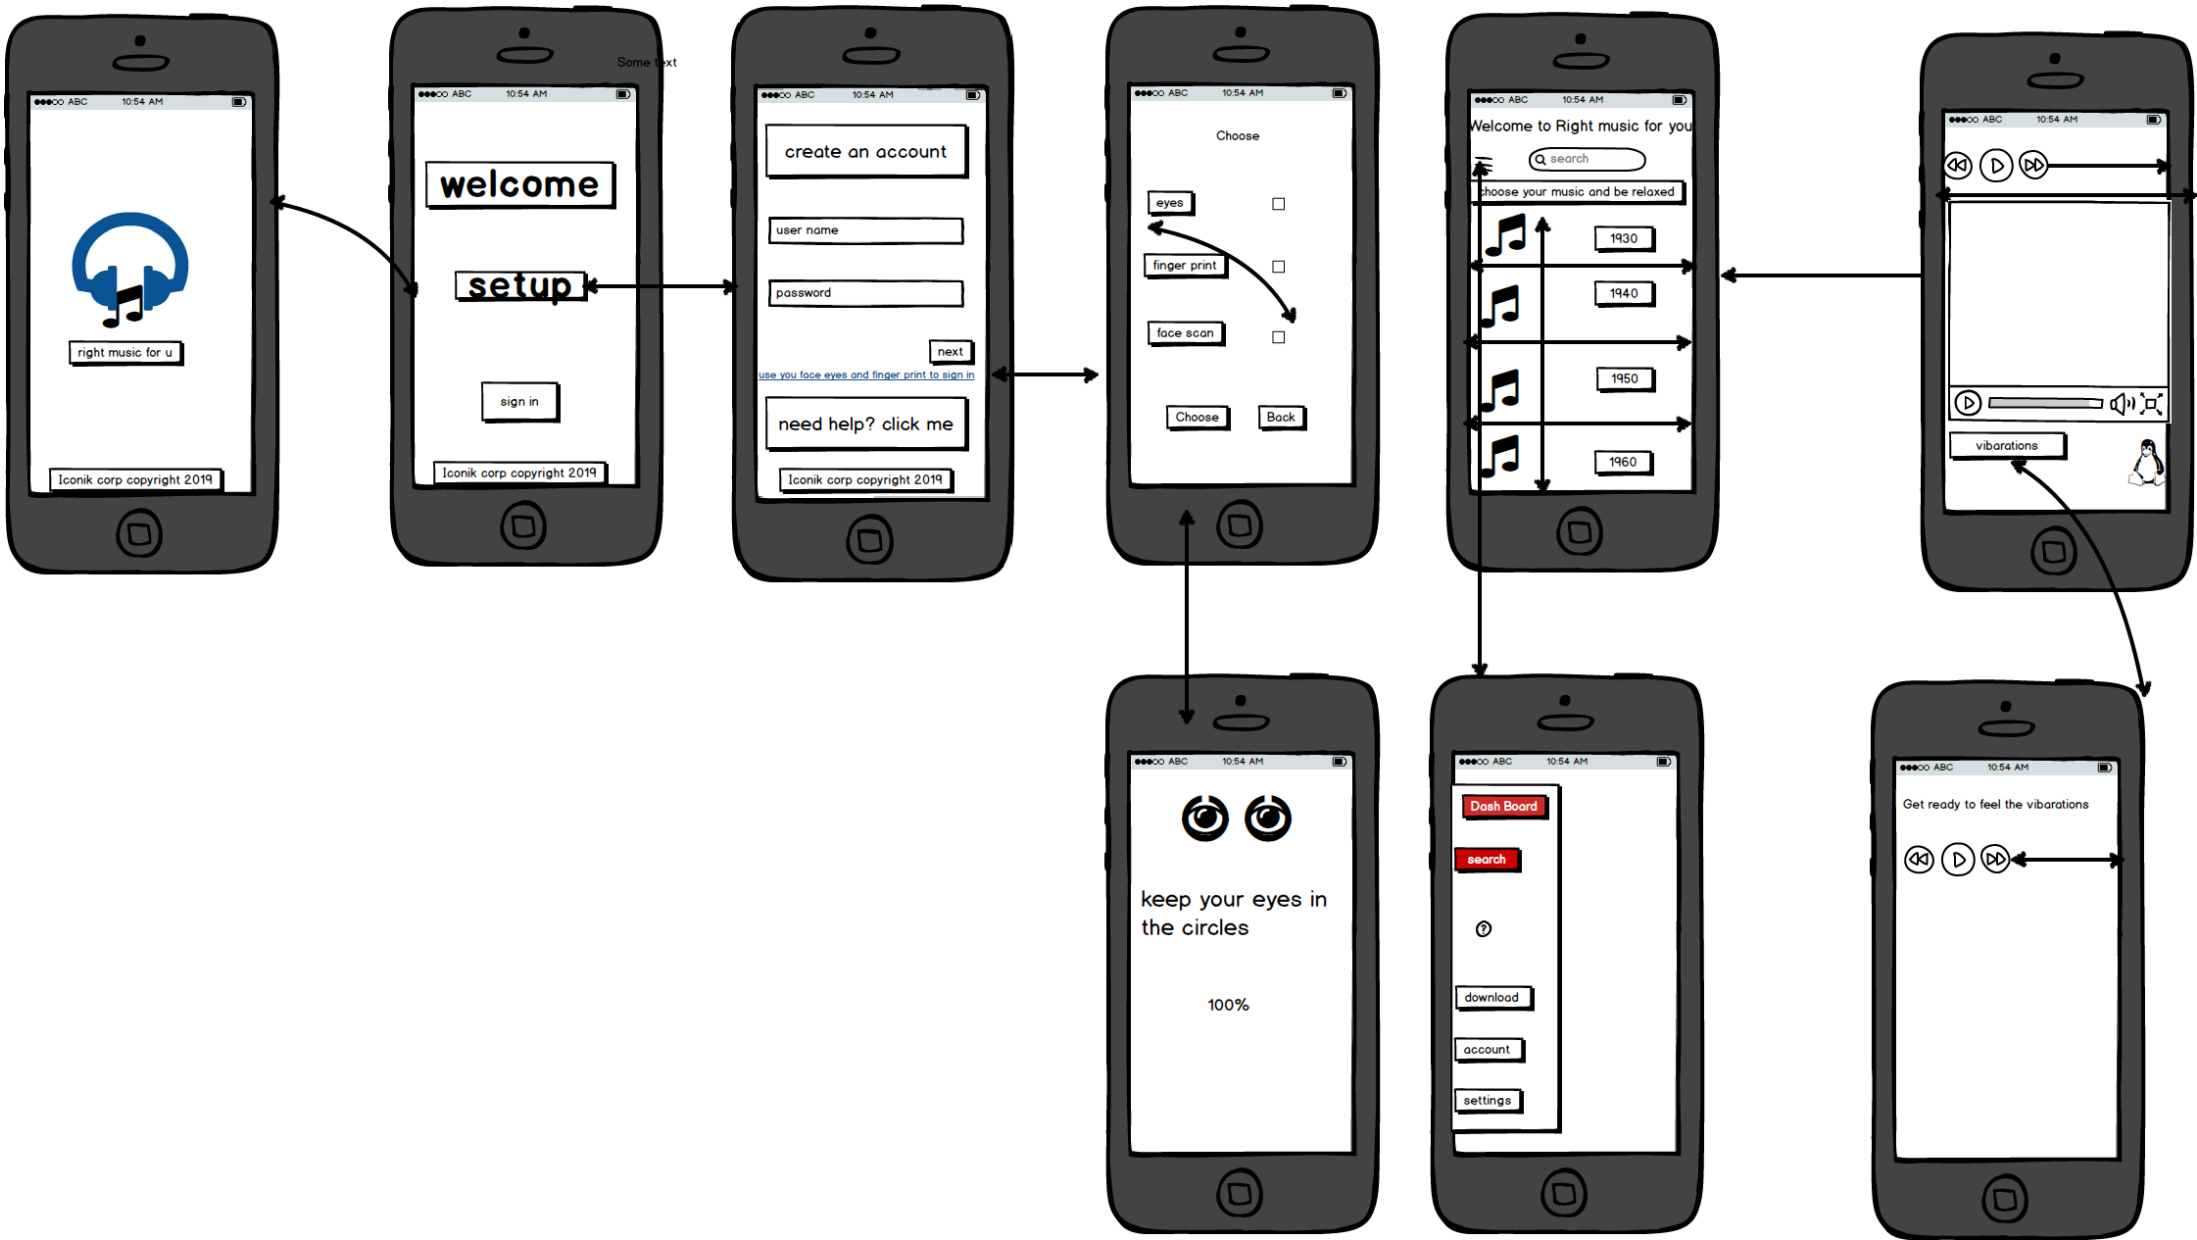 ABC 10:54 AM
right music for u
Iconik corp copyright 2019
Some text
ABC 10:54 AM
welcome
setup
sign in
Iconik corp copyright 2019
ABC 10:54 AM
create an account
user name
password
next
use you face eyes and finger print to sign in
need help? click me
Iconik corp copyright 2019
ABC 10:54 AM
Choose
eyes
finger print
face scan
Choose Back
ABC 10:54 AM
Welcome to Right music for you
search
choose your music and be relaxed
1930
1940
1950
1960
ABC 10:54 AM
vibarations
ABC 10:54 AM
keep your eyes in
the circles
100%
ABC 10:54 AM
Dash Board
search
?
download
account
settings
ABC 10:54 AM
Get ready to feel the vibarations